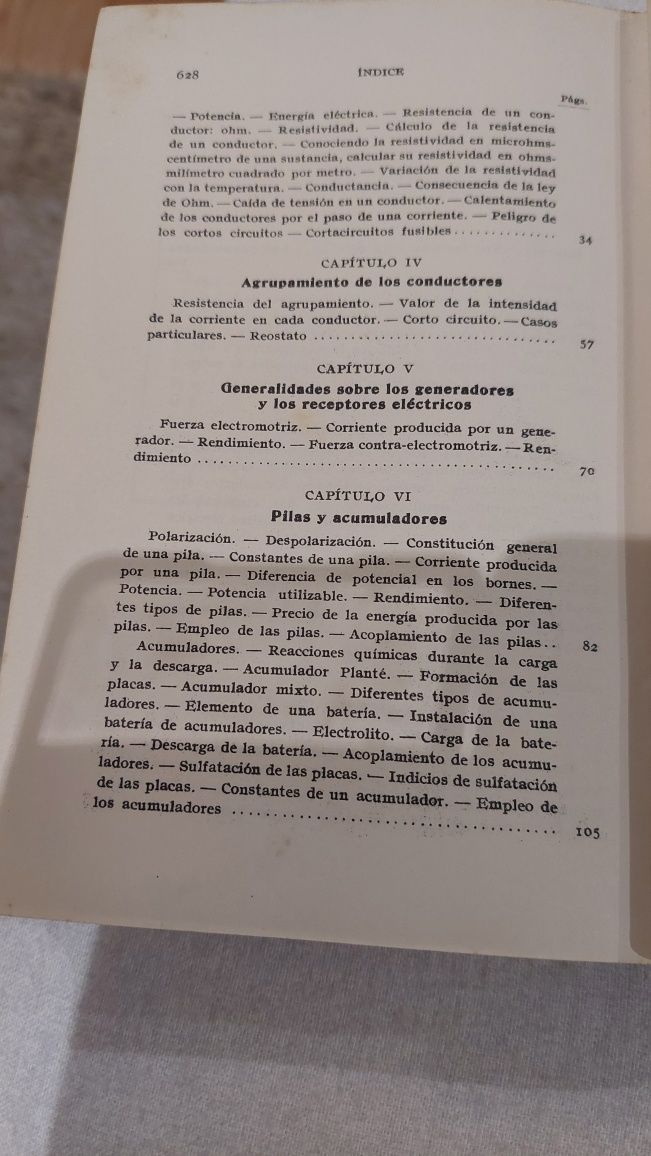 628
ÍNDICE
Págs.
— Potencia. — Energía eléctrica. — Resistencia de un con-
ductor: ohm. — Resistividad. — Cálculo de la resistencia
de un conductor. — Conociendo la resistividad en microhms-
centímetro de una sustancia, calcular su resistividad en ohms-
milímetro cuadrado por metro. — Variación de la resistividad
con la temperatura. — Conductancia. — Consecuencia de la ley
de Ohm. — Caída de tensión en un conductor. — Calentamiento
de los conductores por el paso de una corriente. — Peligro de
los cortos circuitos — Cortacircuitos fusibles.............. 34
CAPÍTULO IV
Agrupamiento de los conductores
Resistencia del agrupamiento. — Valor de la intensidad
de la corriente en cada conductor. — Corto circuito. — Casos
particulares. — Reostato .................................. 57
CAPÍTULO V
Generalidades sobre los generadores
y los receptores eléctricos
Fuerza electromotriz. — Corriente producida por un gene-
rador. — Rendimiento. — Fuerza contra-electromotriz. — Ren-
dimiento .................................................. 70
CAPÍTULO VI
Pilas y acumuladores
Polarización. — Despolarización. — Constitución general
de una pila. — Constantes de una pila. — Corriente producida
por una pila. — Diferencia de potencial en los bornes. —
Potencia. — Potencia utilizable. — Rendimiento. — Diferen-
tes tipos de pilas. — Precio de la energía producida por las
pilas. — Empleo de las pilas. — Acoplamiento de las pilas.. 82
Acumuladores. — Reacciones químicas durante la carga
y la descarga. — Acumulador Planté. — Formación de las
placas. — Acumulador mixto. — Diferentes tipos de acumu-
ladores. — Elemento de una batería. — Instalación de una
batería de acumuladores. — Electrolito. — Carga de la bate-
ría. — Descarga de la batería. — Acoplamiento de los acumu-
ladores. — Sulfatación de las placas. — Indicios de sulfatación
de las placas. — Constantes de un acumulador. — Empleo de
los acumuladores .......................................... 105